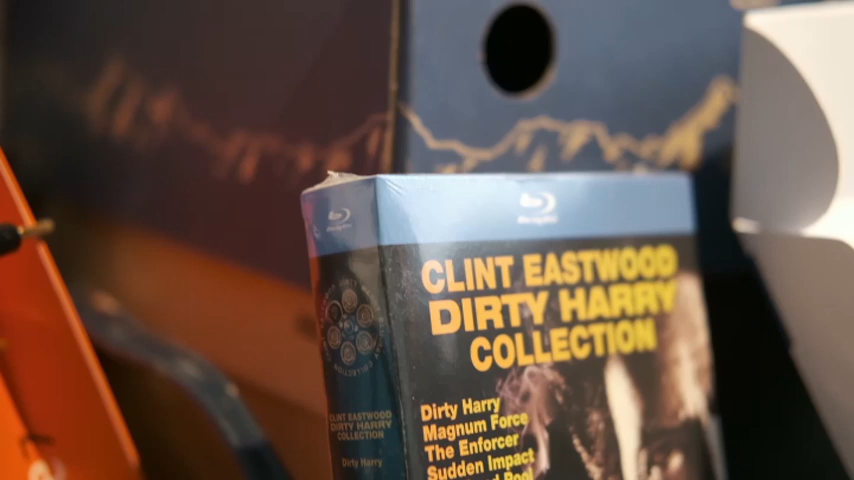 CLINT EASTWOOD
DIRTY HARRY
COLLECTION
Dirty Harry
Magnum Force
The Enforcer
Sudden Impact
Pool
CLINT EASTWOOD
DIRTY HARRY
COLLECTION
Dirty Harry